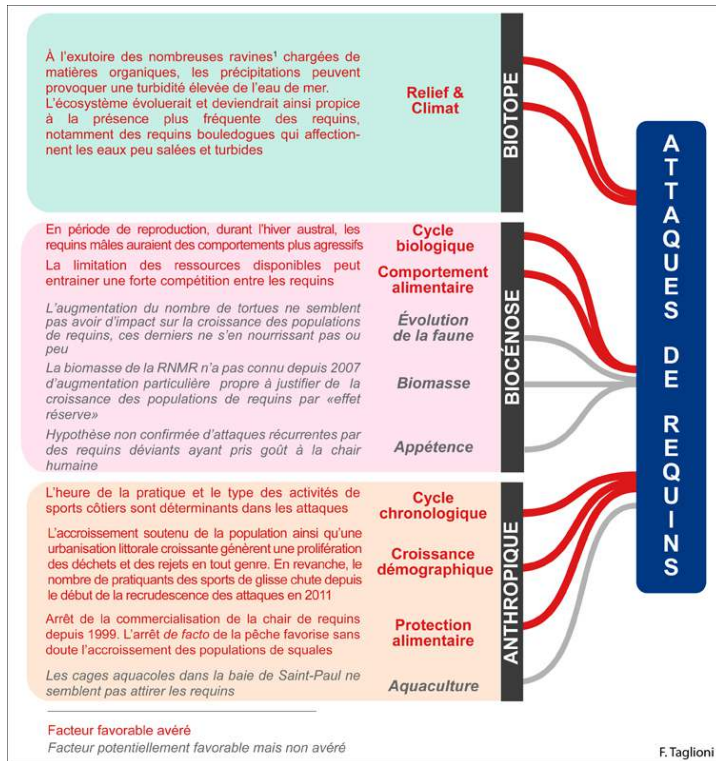 À l'exutoire des nombreuses ravines¹ chargées de
matières organiques, les précipitations peuvent
provoquer une turbidité élevée de l'eau de mer.
L'écosystème évoluerait et deviendrait ainsi propice
à la présence plus fréquente des requins,
notamment des requins bouledogues qui affection-
nent les eaux peu salées et turbides
Relief &
Climat
BIOTOPE
En période de reproduction, durant l'hiver austral, les
requins mâles auraient des comportements plus agressifs
Cycle
biologique
La limitation des ressources disponibles peut
entrainer une forte compétition entre les requins
Comportement
alimentaire
L'augmentation du nombre de tortues ne semblent
pas avoir d'impact sur la croissance des populations
de requins, ces derniers ne s'en nourrissant pas ou
peu
Évolution
de la faune
La biomasse de la RNMR n'a pas connu depuis 2007
d'augmentation particulière propre à justifier de la
croissance des populations de requins par «effet
réserve»
Biomasse
Hypothèse non confirmée d'attaques récurrentes par
des requins déviants ayant pris goût à la chair
humaine
Appétence
BIOCÉNOSE
L'heure de la pratique et le type des activités de
sports côtiers sont déterminants dans les attaques
Cycle
chronologique
L'accroissement soutenu de la population ainsi qu'une
urbanisation littorale croissante génèrent une prolifération
des déchets et des rejets en tout genre. En revanche, le
nombre de pratiquants des sports de glisse chute depuis
le début de la recrudescence des attaques en 2011
Croissance
démographique
Arrêt de la commercialisation de la chair de requins
depuis 1999. L'arrêt de facto de la pêche favorise sans
doute l'accroissement des populations de squales
Protection
alimentaire
Les cages aquacoles dans la baie de Saint-Paul ne
semblent pas attirer les requins
Aquaculture
ANTHROPIQUE
ATTAQUES DE REQUINS
Facteur favorable avéré
Facteur potentiellement favorable mais non avéré
F. Taglioni